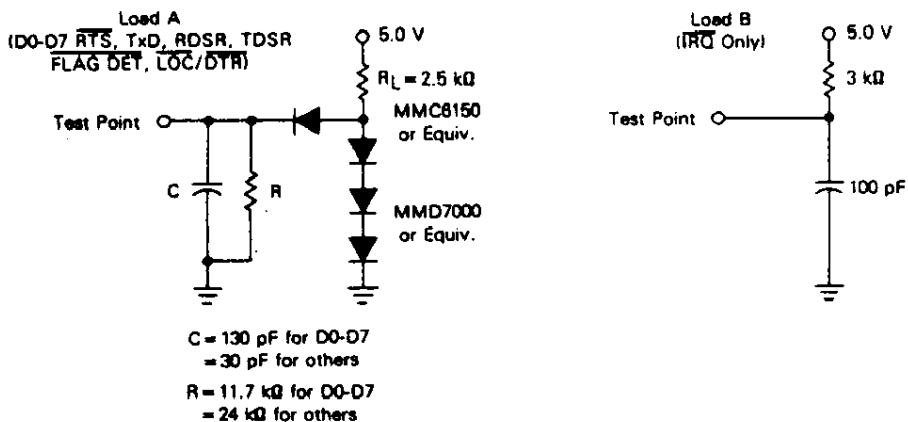 Load A
(D0-D7 RTS, TxD, RDSR, TDSR
FLAG DET, LOC/DTR)
5.0 V
RL = 2.5 kΩ
MMC6150
or Equiv.
Test Point
C
R
MMD7000
or Equiv.
C = 130 pF for D0-D7
= 30 pF for others
R = 11.7 kΩ for D0-D7
= 24 kΩ for others
Load B
(IRQ Only)
5.0 V
3 kΩ
Test Point
100 pF